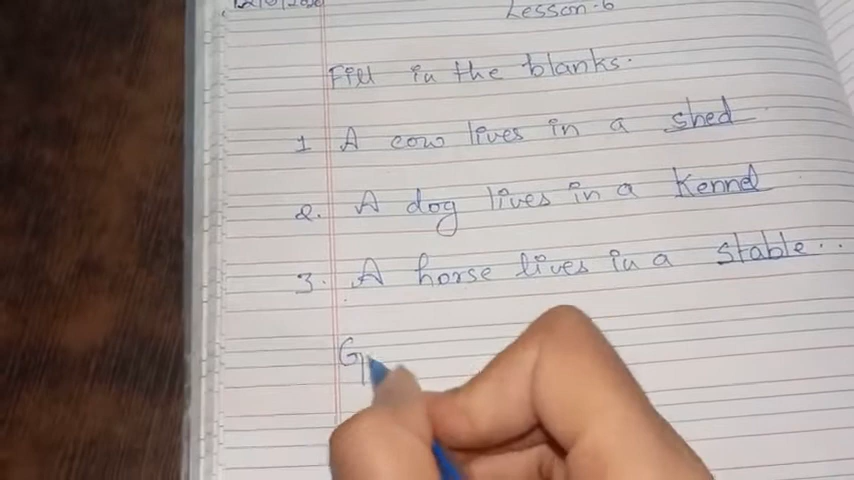 Lesson-6
Fill in the blanks.
1 A cow lives in a shed
2. A dog lives in a Kennel
3. A horse lives in a stable..
G